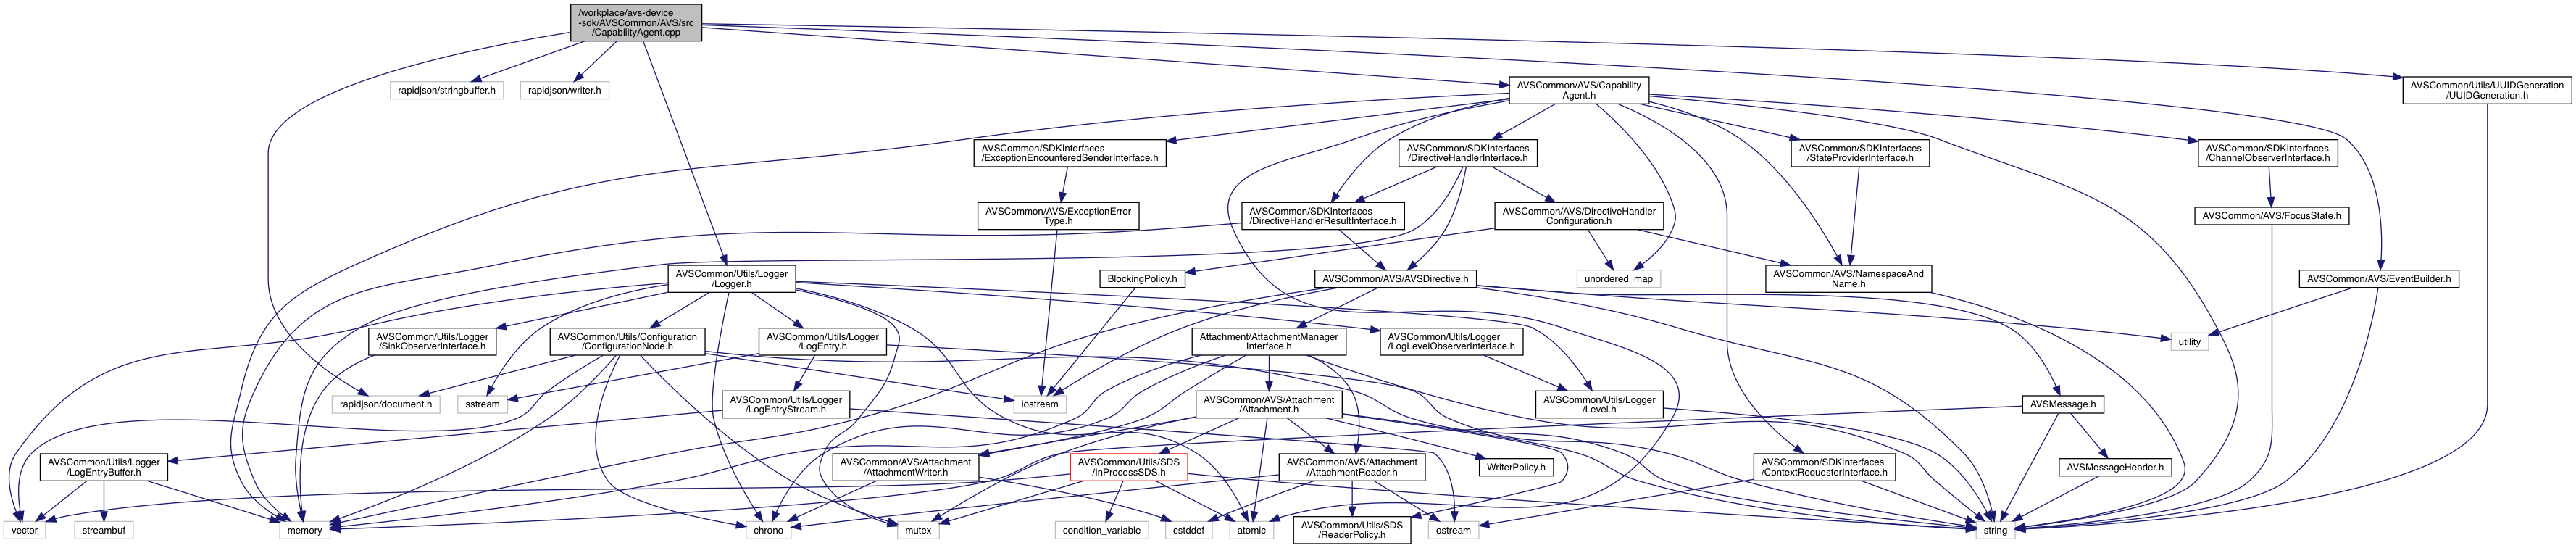 /workplace/avs-device
-sdk/AVSCommon/AVS/src
/CapabilityAgent.cpp
rapidjson/stringbuffer.h
rapidjson/writer.h
AVSCommon/AVS/Capability
Agent.h
AVSCommon/Utils/UUIDGeneration
/UUIDGeneration.h
AVSCommon/SDKInterfaces
/ExceptionEncounteredSenderInterface.h
AVSCommon/SDKInterfaces
/DirectiveHandlerInterface.h
AVSCommon/SDKInterfaces
/StateProviderInterface.h
AVSCommon/SDKInterfaces
/ChannelObserverInterface.h
AVSCommon/AVS/ExceptionError
Type.h
AVSCommon/SDKInterfaces
/DirectiveHandlerResultInterface.h
AVSCommon/AVS/DirectiveHandler
Configuration.h
AVSCommon/AVS/FocusState.h
AVSCommon/Utils/Logger
/Logger.h
BlockingPolicy.h
AVSCommon/AVS/AVSDirective.h
unordered_map
AVSCommon/AVS/NamespaceAnd
Name.h
AVSCommon/AVS/EventBuilder.h
AVSCommon/Utils/Logger
/SinkObserverInterface.h
AVSCommon/Utils/Configuration
/ConfigurationNode.h
AVSCommon/Utils/Logger
/LogEntry.h
Attachment/AttachmentManager
Interface.h
AVSCommon/Utils/Logger
/LogLevelObserverInterface.h
utility
rapidjson/document.h
sstream
AVSCommon/Utils/Logger
/LogEntryStream.h
iostream
AVSCommon/AVS/Attachment
/Attachment.h
AVSCommon/Utils/Logger
/Level.h
AVSMessage.h
AVSCommon/Utils/Logger
/LogEntryBuffer.h
AVSCommon/AVS/Attachment
/AttachmentWriter.h
AVSCommon/Utils/SDS
/InProcessSDS.h
AVSCommon/AVS/Attachment
/AttachmentReader.h
WriterPolicy.h
AVSCommon/SDKInterfaces
/ContextRequesterInterface.h
AVSMessageHeader.h
vector
streambuf
memory
chrono
mutex
condition_variable
cstddef
atomic
AVSCommon/Utils/SDS
/ReaderPolicy.h
ostream
string